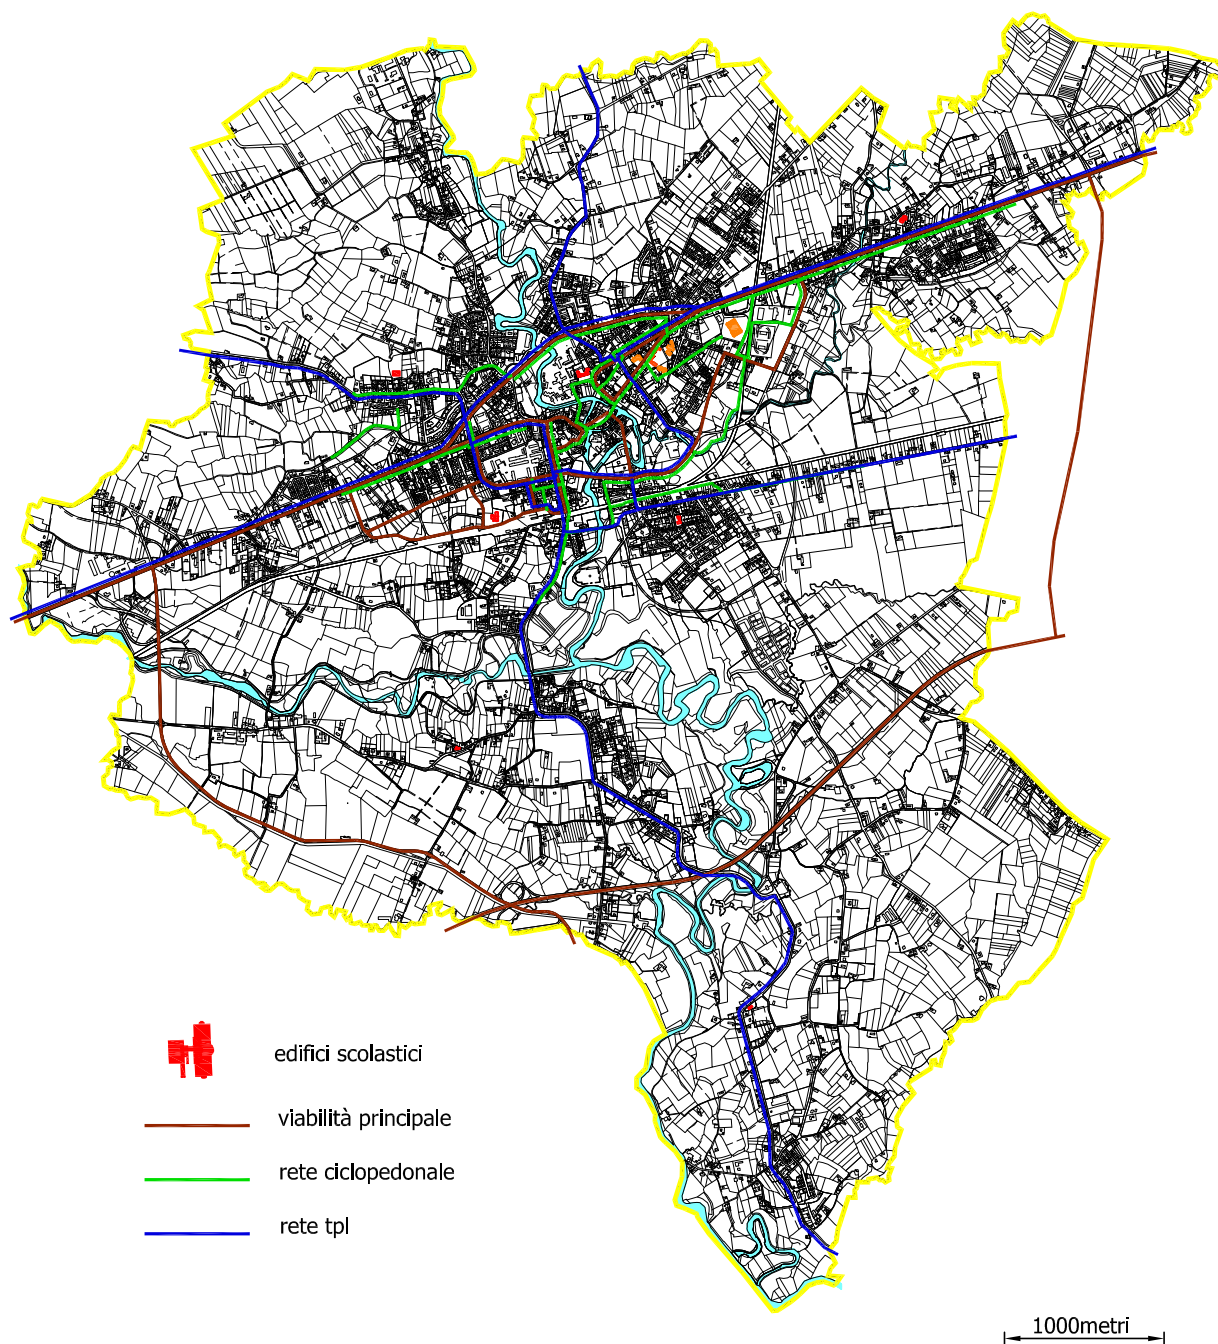 edifici scolastici
viabilità principale
rete ciclopedonale
rete tpl
1000metri